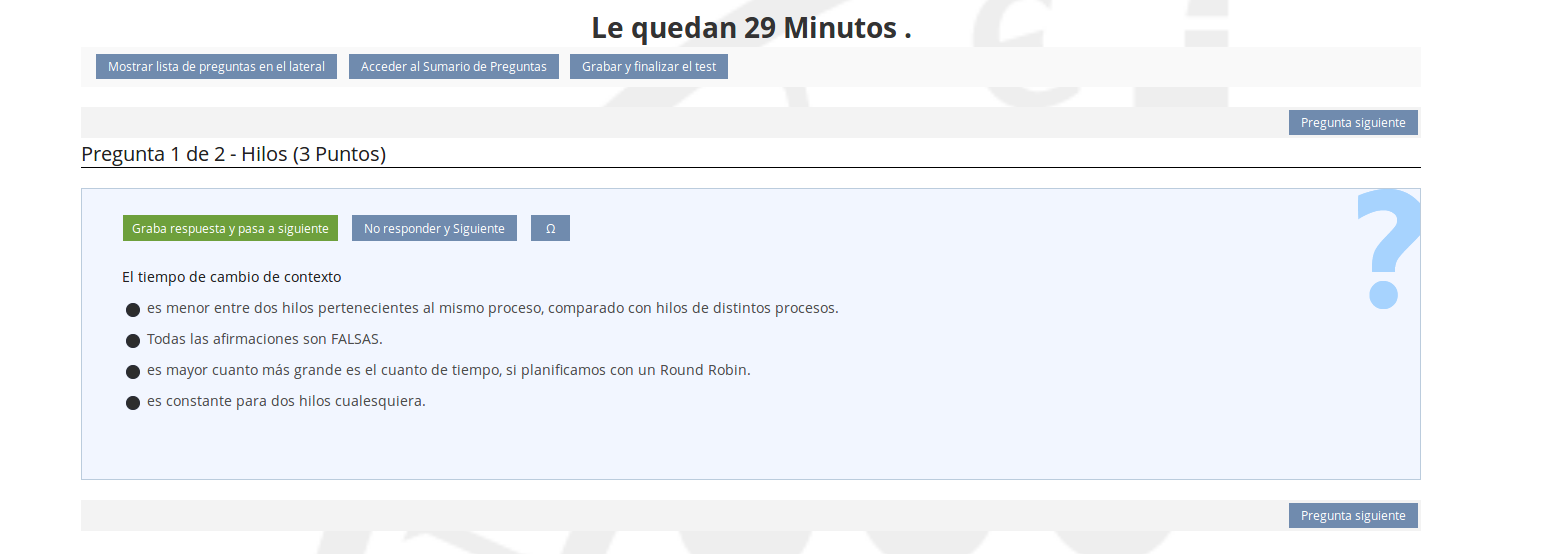 Le quedan 29 Minutos .
Mostrar lista de preguntas en el lateral Acceder al Sumario de Preguntas Grabar y finalizar el test
Pregunta siguiente
Pregunta 1 de 2 - Hilos (3 Puntos)
Graba respuesta y pasa a siguiente No responder y Siguiente Ω
?
El tiempo de cambio de contexto
es menor entre dos hilos pertenecientes al mismo proceso, comparado con hilos de distintos procesos.
Todas las afirmaciones son FALSAS.
es mayor cuanto más grande es el cuanto de tiempo, si planificamos con un Round Robin.
es constante para dos hilos cualesquiera.
Pregunta siguiente